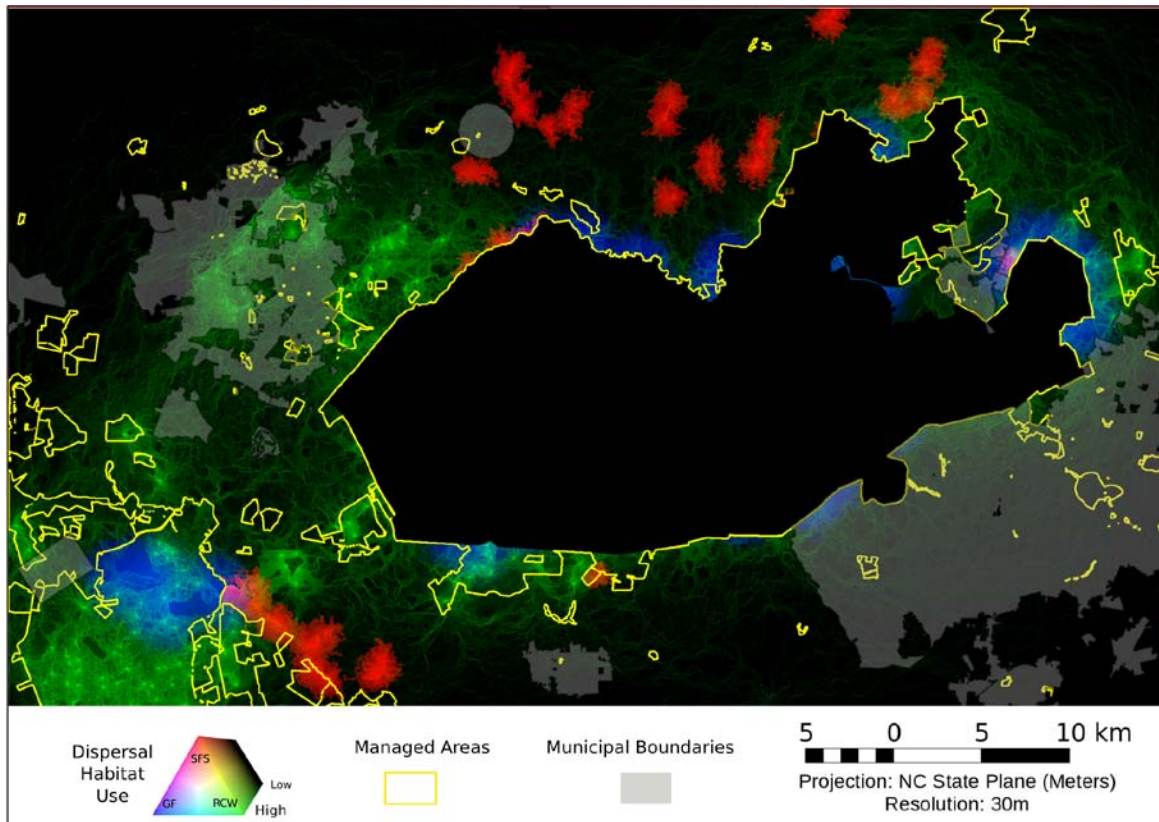 Dispersal
Habitat
Use
SFS
GF
RCW
Low
High
Managed Areas
Municipal Boundaries
5 0 5 10 km
Projection: NC State Plane (Meters)
Resolution: 30m